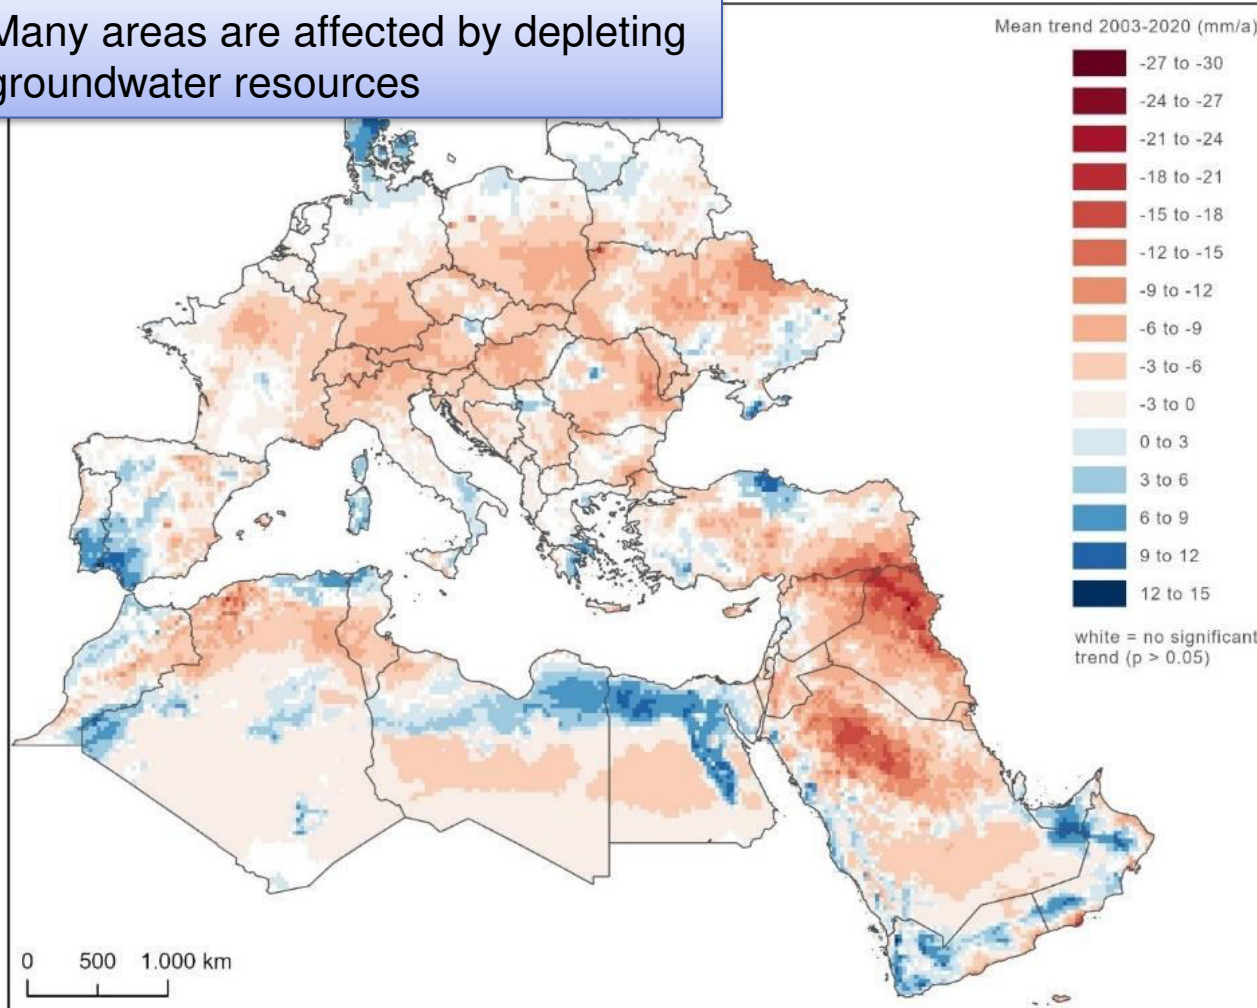 Many areas are affected by depleting
groundwater resources
Mean trend 2003-2020 (mm/a)
-27 to -30
-24 to -27
-21 to -24
-18 to -21
-15 to -18
-12 to -15
-9 to -12
-6 to -9
-3 to -6
-3 to 0
0 to 3
3 to 6
6 to 9
9 to 12
12 to 15
white = no significant
trend (p > 0.05)
0 500 1.000 km